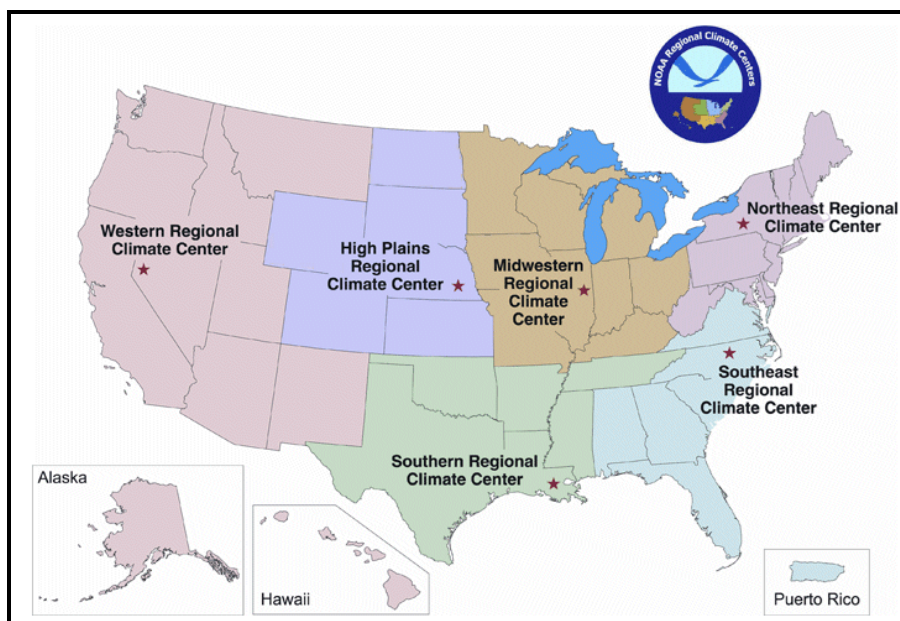 NOAA Regional Climate Centers
Western Regional
Climate Center
High Plains
Regional
Climate Center
Midwestern
Regional
Climate
Center
Northeast Regional
Climate Center
Southeast
Regional
Climate Center
Southern Regional
Climate Center
Alaska
Hawaii
Puerto Rico